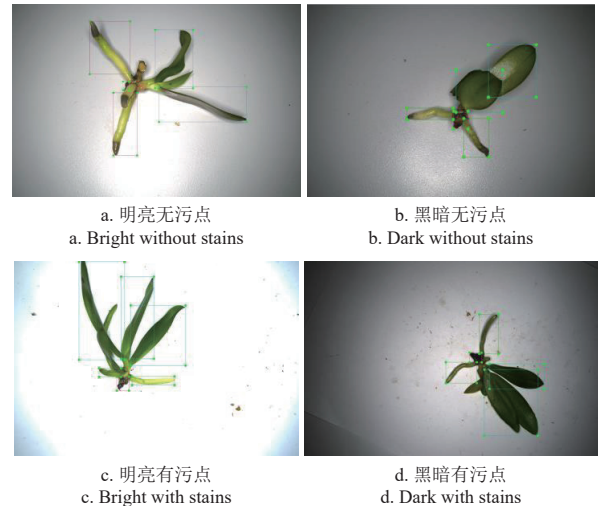 a. 明亮无污点
a. Bright without stains
b. 黑暗无污点
b. Dark without stains
c. 明亮有污点
c. Bright with stains
d. 黑暗有污点
d. Dark with stains